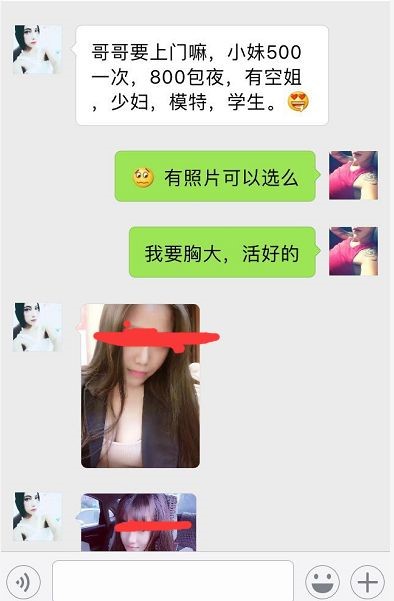 哥哥要上门嘛，小妹500
一次，800包夜，有空姐
，少妇，模特，学生。
有照片可以选么
我要胸大，活好的